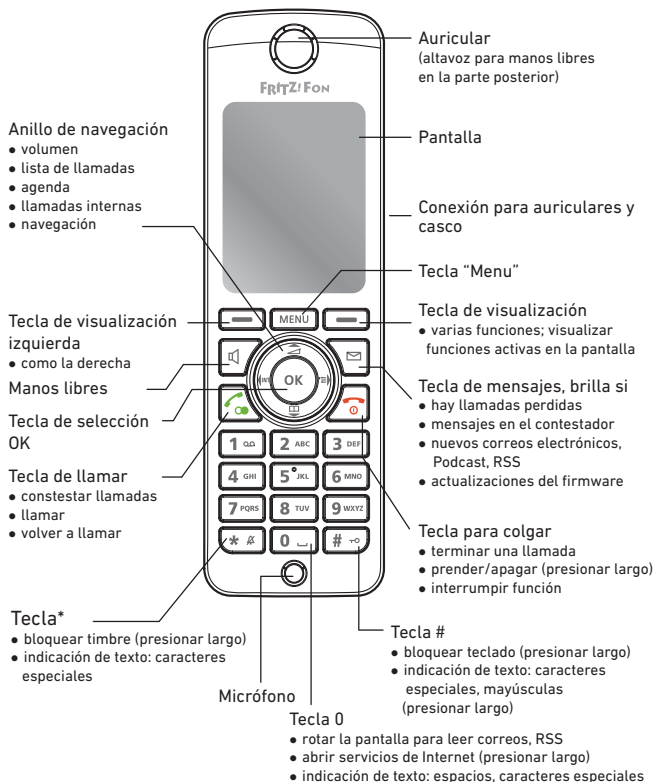 Auricular
(altavoz para manos libres
en la parte posterior)
FRITZ!FON
Anillo de navegación
• volumen
• lista de llamadas
• agenda
• llamadas internas
• navegación
Pantalla
Conexión para auriculares y
casco
Tecla “Menu”
Tecla de visualización
izquierda
• como la derecha
Manos libres
Tecla de selección
OK
Tecla de llamar
• constestar llamadas
• llamar
• volver a llamar
MENÜ
INT
OK
1
2 ABC
3 DEF
4 GHI
5 JKL
6 MNO
7 PQRS
8 TUV
9 WXYZ
*
0
#
Tecla de visualización
• varias funciones; visualizar
funciones activas en la pantalla
Tecla de mensajes, brilla si
• hay llamadas perdidas
• mensajes en el contestador
• nuevos correos electrónicos,
Podcast, RSS
• actualizaciones del firmware
Tecla para colgar
• terminar una llamada
• prender/apagar (presionar largo)
• interrumpir función
Tecla*
• bloquear timbre (presionar largo)
• indicación de texto: caracteres
especiales
Tecla #
• bloquear teclado (presionar largo)
• indicación de texto: caracteres
especiales, mayúsculas
(presionar largo)
Micrófono
Tecla 0
• rotar la pantalla para leer correos, RSS
• abrir servicios de Internet (presionar largo)
• indicación de texto: espacios, caracteres especiales